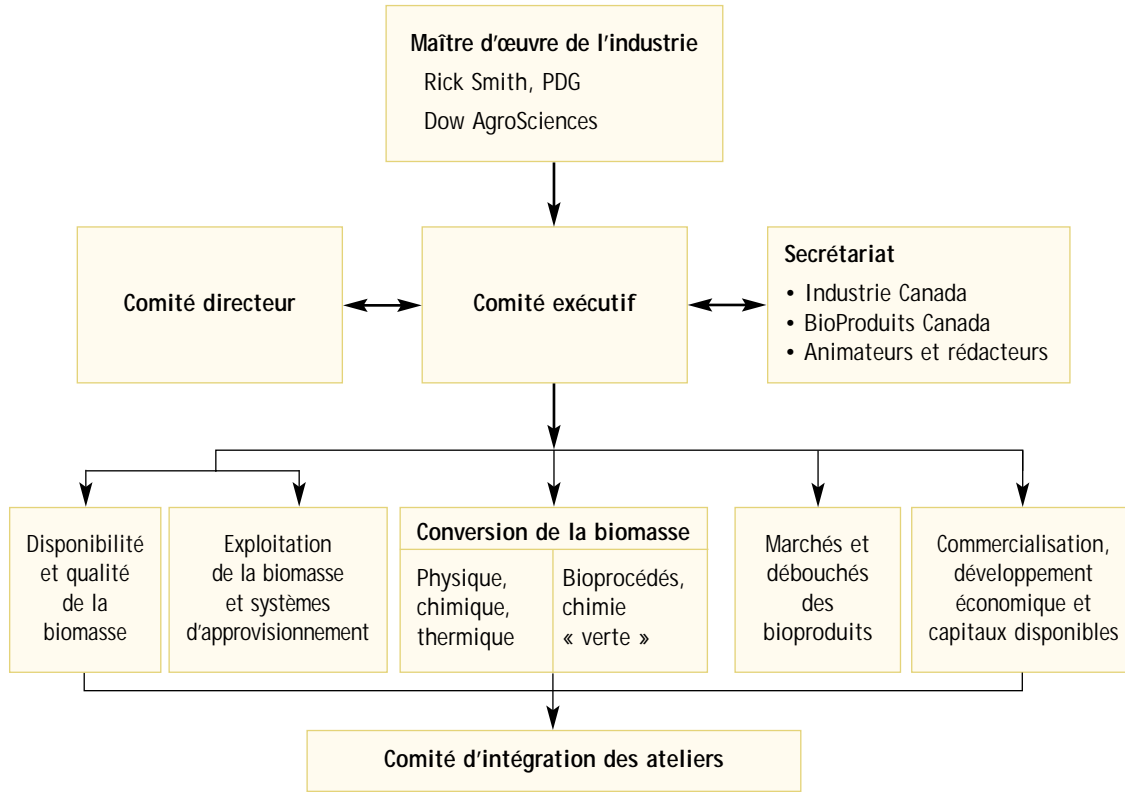 Maître d'œuvre de l'industrie
Rick Smith, PDG
Dow AgroSciences
Comité directeur
Comité exécutif
Secrétariat
• Industrie Canada
• BioProduits Canada
• Animateurs et rédacteurs
Disponibilité
et qualité
de la
biomasse
Exploitation
de la biomasse
et systèmes
d'approvisionnement
Conversion de la biomasse
Physique,
chimique,
thermique
Bioprocédés,
chimie
« verte »
Marchés et
débouchés
des
bioproduits
Commercialisation,
développement
économique et
capitaux disponibles
Comité d'intégration des ateliers